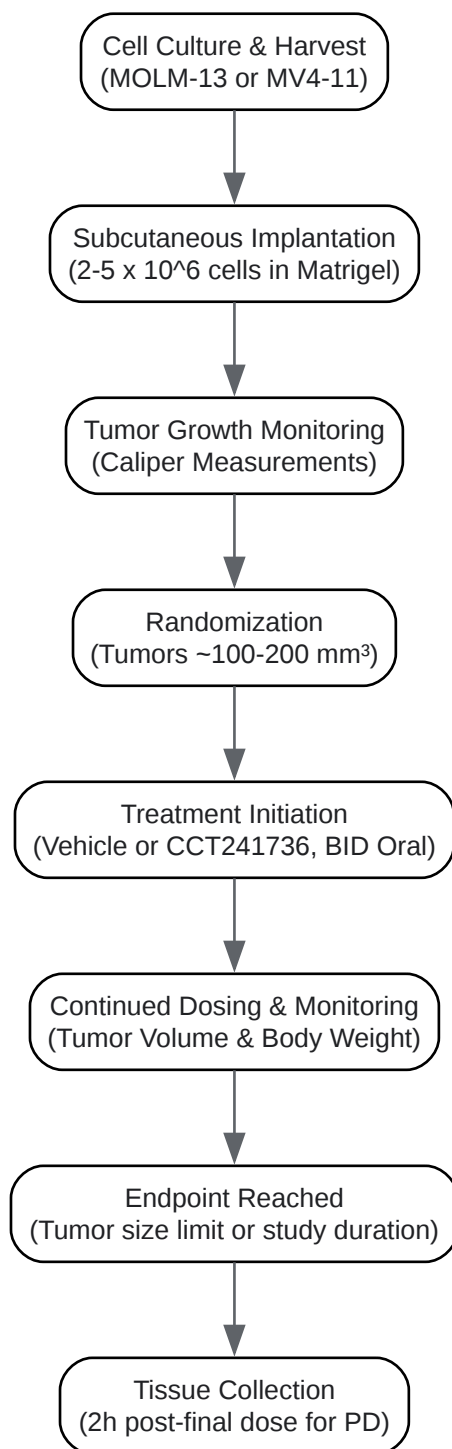 Cell Culture & Harvest
(MOLM-13 or MV4-11)
Subcutaneous Implantation
(2-5 x 10^6 cells in Matrigel)
Tumor Growth Monitoring
(Caliper Measurements)
Randomization
(Tumors ~100-200 mm³)
Treatment Initiation
(Vehicle or CCT241736, BID Oral)
Continued Dosing & Monitoring
(Tumor Volume & Body Weight)
Endpoint Reached
(Tumor size limit or study duration)
Tissue Collection
(2h post-final dose for PD)